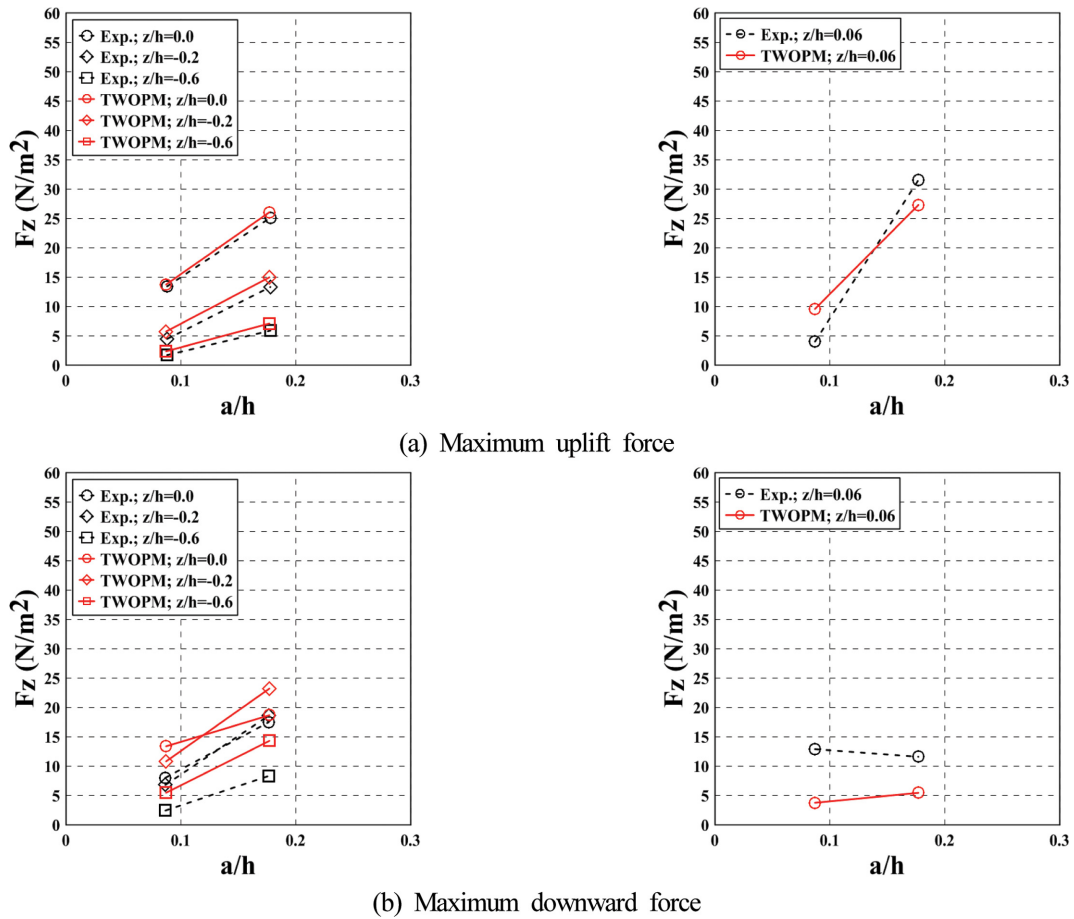 60
55
50
45
40
35
30
25
20
15
10
5
0
Fz (N/m²)
Exp.; z/h=0.0
Exp.; z/h=-0.2
Exp.; z/h=-0.6
TWOPM; z/h=0.0
TWOPM; z/h=-0.2
TWOPM; z/h=-0.6
0 0.1 0.2 0.3
a/h
60
55
50
45
40
35
30
25
20
15
10
5
0
Fz (N/m²)
Exp.; z/h=0.06
TWOPM; z/h=0.06
0 0.1 0.2 0.3
a/h
(a) Maximum uplift force
60
55
50
45
40
35
30
25
20
15
10
5
0
Fz (N/m²)
Exp.; z/h=0.0
Exp.; z/h=-0.2
Exp.; z/h=-0.6
TWOPM; z/h=0.0
TWOPM; z/h=-0.2
TWOPM; z/h=-0.6
0 0.1 0.2 0.3
a/h
60
55
50
45
40
35
30
25
20
15
10
5
0
Fz (N/m²)
Exp.; z/h=0.06
TWOPM; z/h=0.06
0 0.1 0.2 0.3
a/h
(b) Maximum downward force